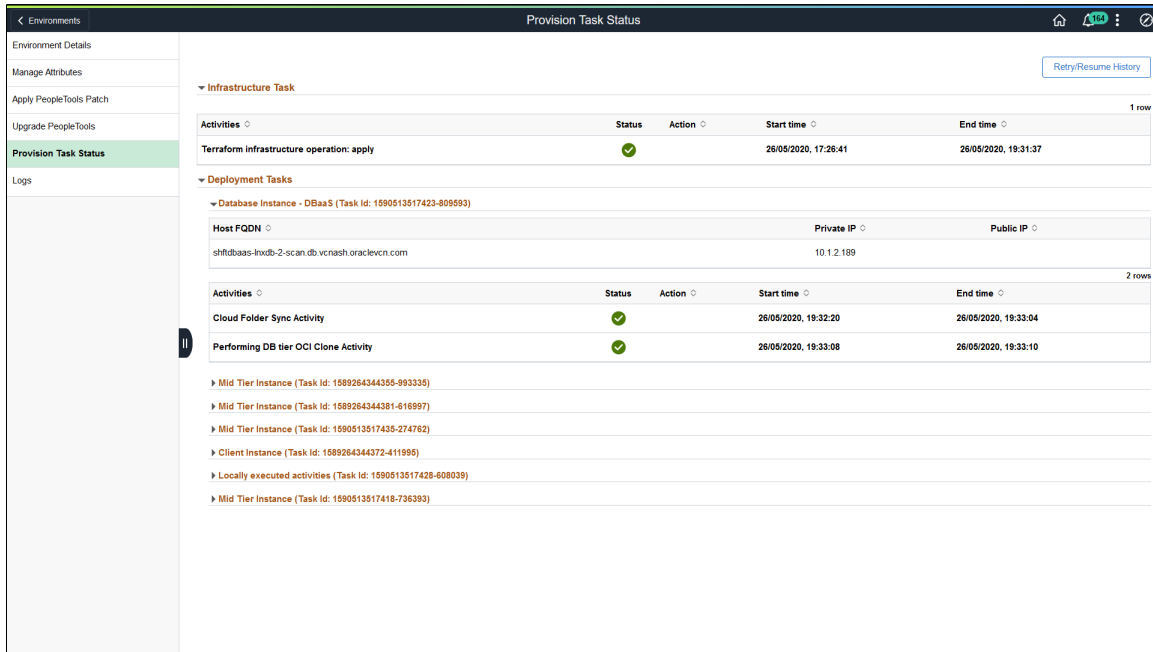 Environments
Provision Task Status
164
Environment Details
Manage Attributes
Apply PeopleTools Patch
Upgrade PeopleTools
Provision Task Status
Logs
Retry/Resume History
Infrastructure Task
1 row
Activities Status Action Start time End time
Terraform infrastructure operation: apply 26/05/2020, 17:26:41 26/05/2020, 19:31:37
Deployment Tasks
Database Instance - DBaaS (Task Id: 1590513517423-809593)
Host FQDN Private IP Public IP
shftdbaas-lnxdb-2-scan.db.vcnash.oraclevcn.com 10.1.2.189
2 rows
Activities Status Action Start time End time
Cloud Folder Sync Activity 26/05/2020, 19:32:20 26/05/2020, 19:33:04
Performing DB tier OCI Clone Activity 26/05/2020, 19:33:08 26/05/2020, 19:33:10
Mid Tier Instance (Task Id: 1589264344355-993335)
Mid Tier Instance (Task Id: 1589264344381-616997)
Mid Tier Instance (Task Id: 1590513517435-274762)
Client Instance (Task Id: 1589264344372-411995)
Locally executed activities (Task Id: 1590513517428-608039)
Mid Tier Instance (Task Id: 1590513517418-736393)